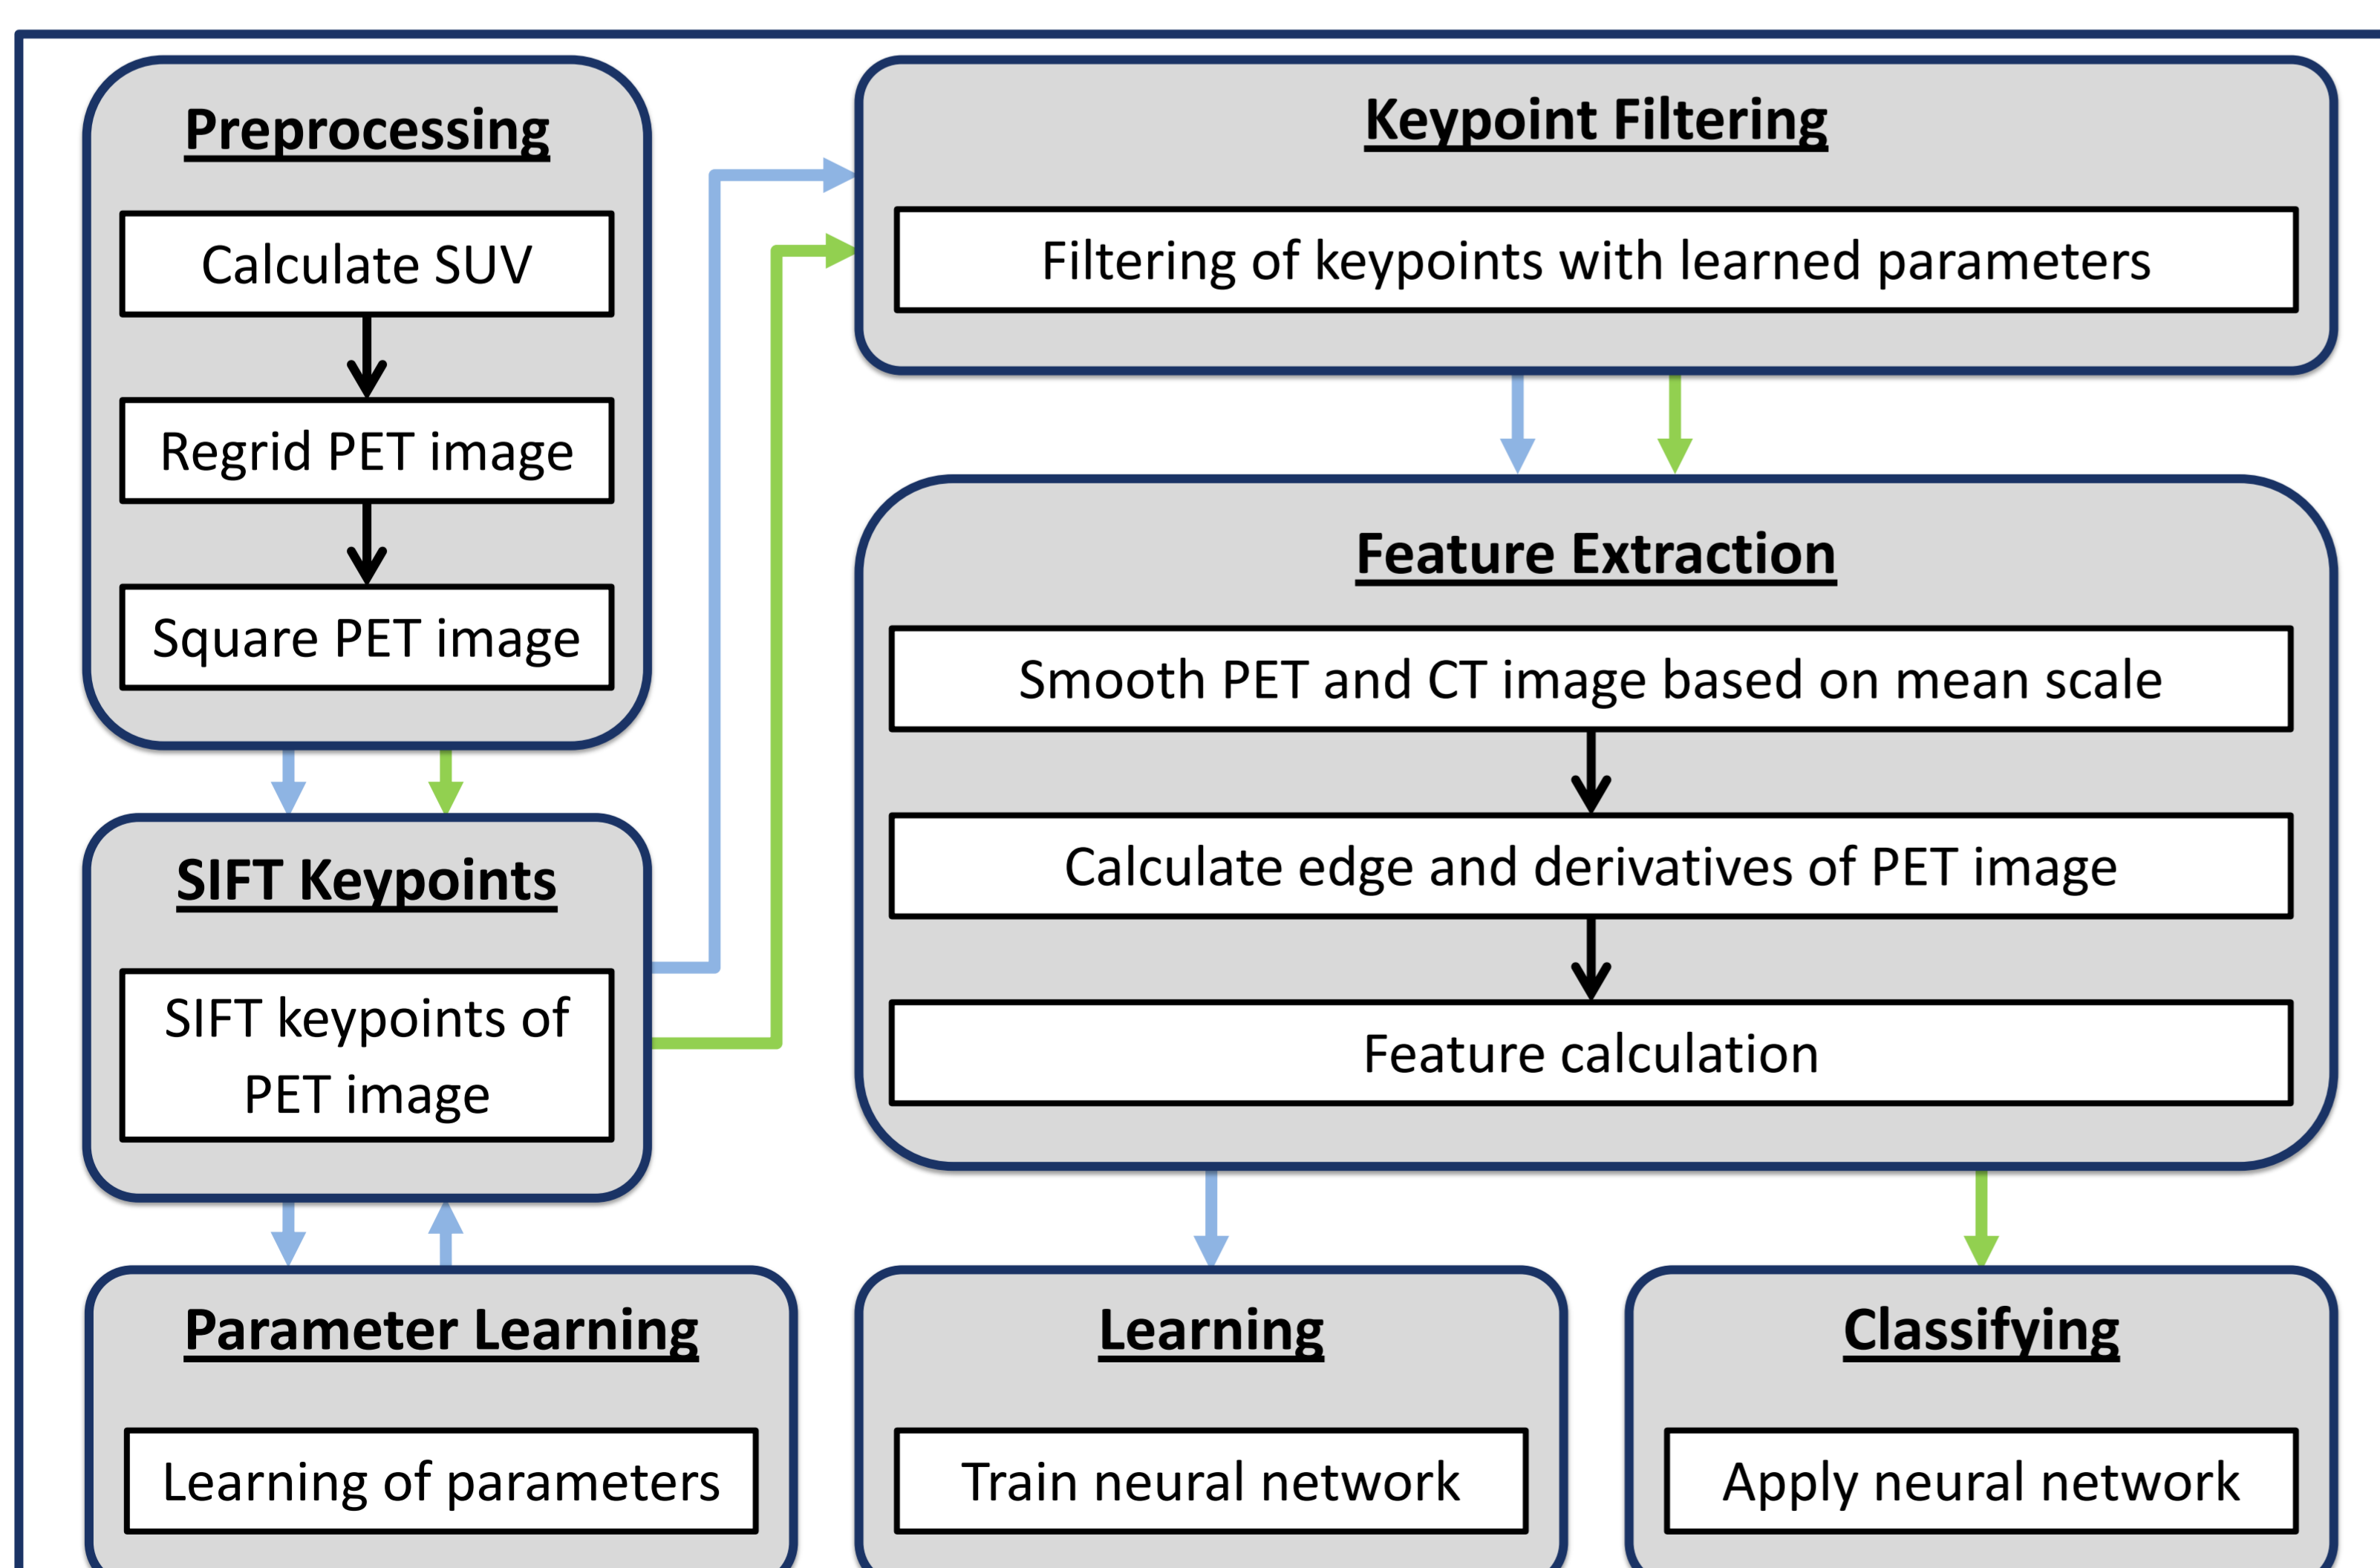 Preprocessing
Calculate SUV
Regrid PET image
Square PET image
SIFT Keypoints
SIFT keypoints of
PET image
Parameter Learning
Learning of parameters
Keypoint Filtering
Filtering of keypoints with learned parameters
Feature Extraction
Smooth PET and CT image based on mean scale
Calculate edge and derivatives of PET image
Feature calculation
Learning
Train neural network
Classifying
Apply neural network